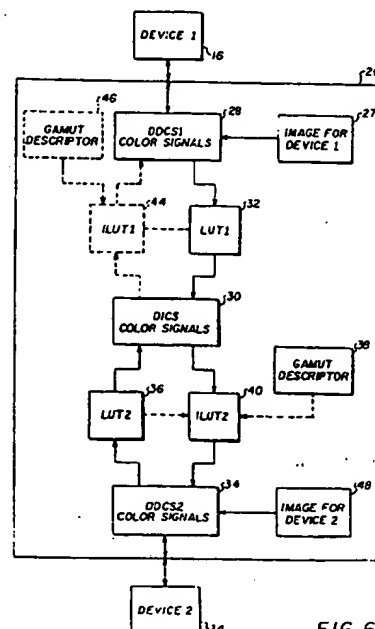 DEVICE 1
16
46
GAMUT
DESCRIPTOR
28
DDCS1
COLOR SIGNALS
27
IMAGE FOR
DEVICE 1
44
ILUT1
32
LUT1
30
DICS
COLOR SIGNALS
38
GAMUT
DESCRIPTOR
36
LUT2
40
ILUT2
34
DDCS2
COLOR SIGNALS
48
IMAGE FOR
DEVICE 2
DEVICE 2